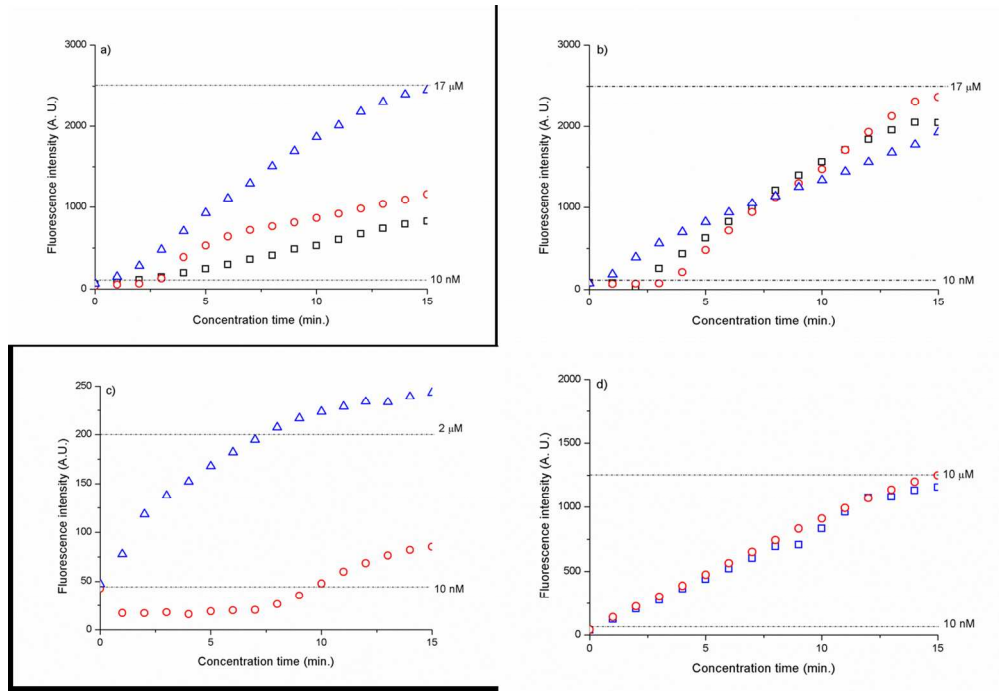 a)
Fluorescence intensity (A. U.)
3000
2000
1000
0
17 µM
10 nM
0 5 10 15
Concentration time (min.)
b)
Fluorescence intensity (A. U.)
3000
2000
1000
0
17 µM
10 nM
0 5 10 15
Concentration time (min.)
c)
Fluorescence intensity (A.U.)
250
200
150
100
50
0
2 µM
10 nM
0 5 10 15
Concentration time (min.)
d)
Fluorescence intensity (A. U.)
2000
1500
1000
500
0
10 µM
10 nM
0 5 10 15
Concentration time (min.)